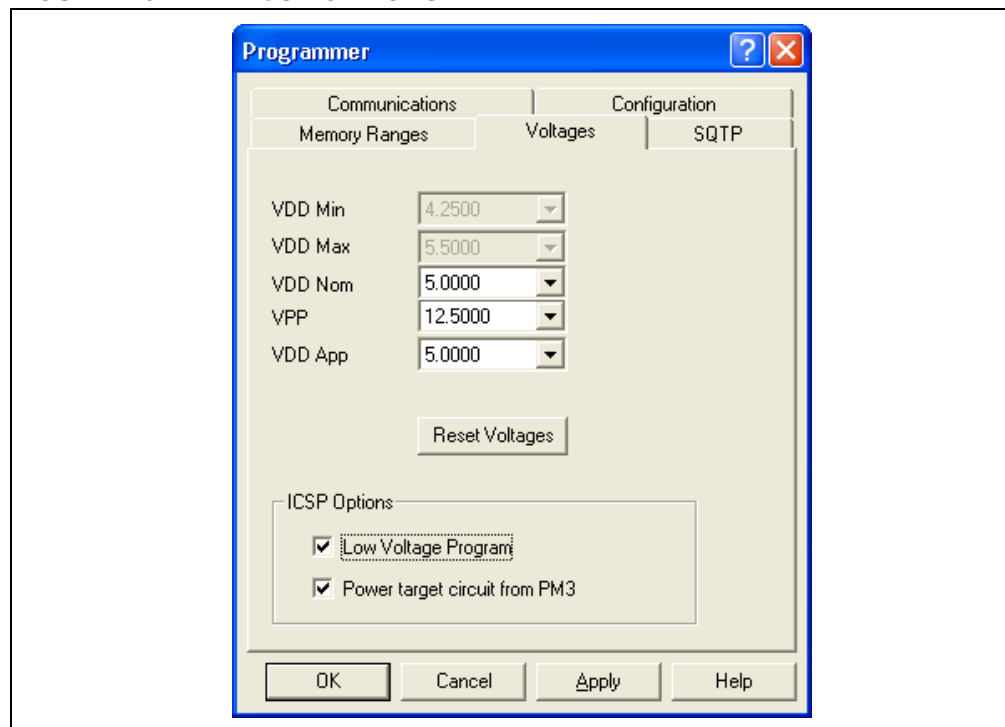 Programmer
Communications
Configuration
Memory Ranges
Voltages
SQTP
VDD Min 4.2500
VDD Max 5.5000
VDD Nom 5.0000
VPP 12.5000
VDD App 5.0000
Reset Voltages
ICSP Options
Low Voltage Program
Power target circuit from PM3
OK
Cancel
Apply
Help